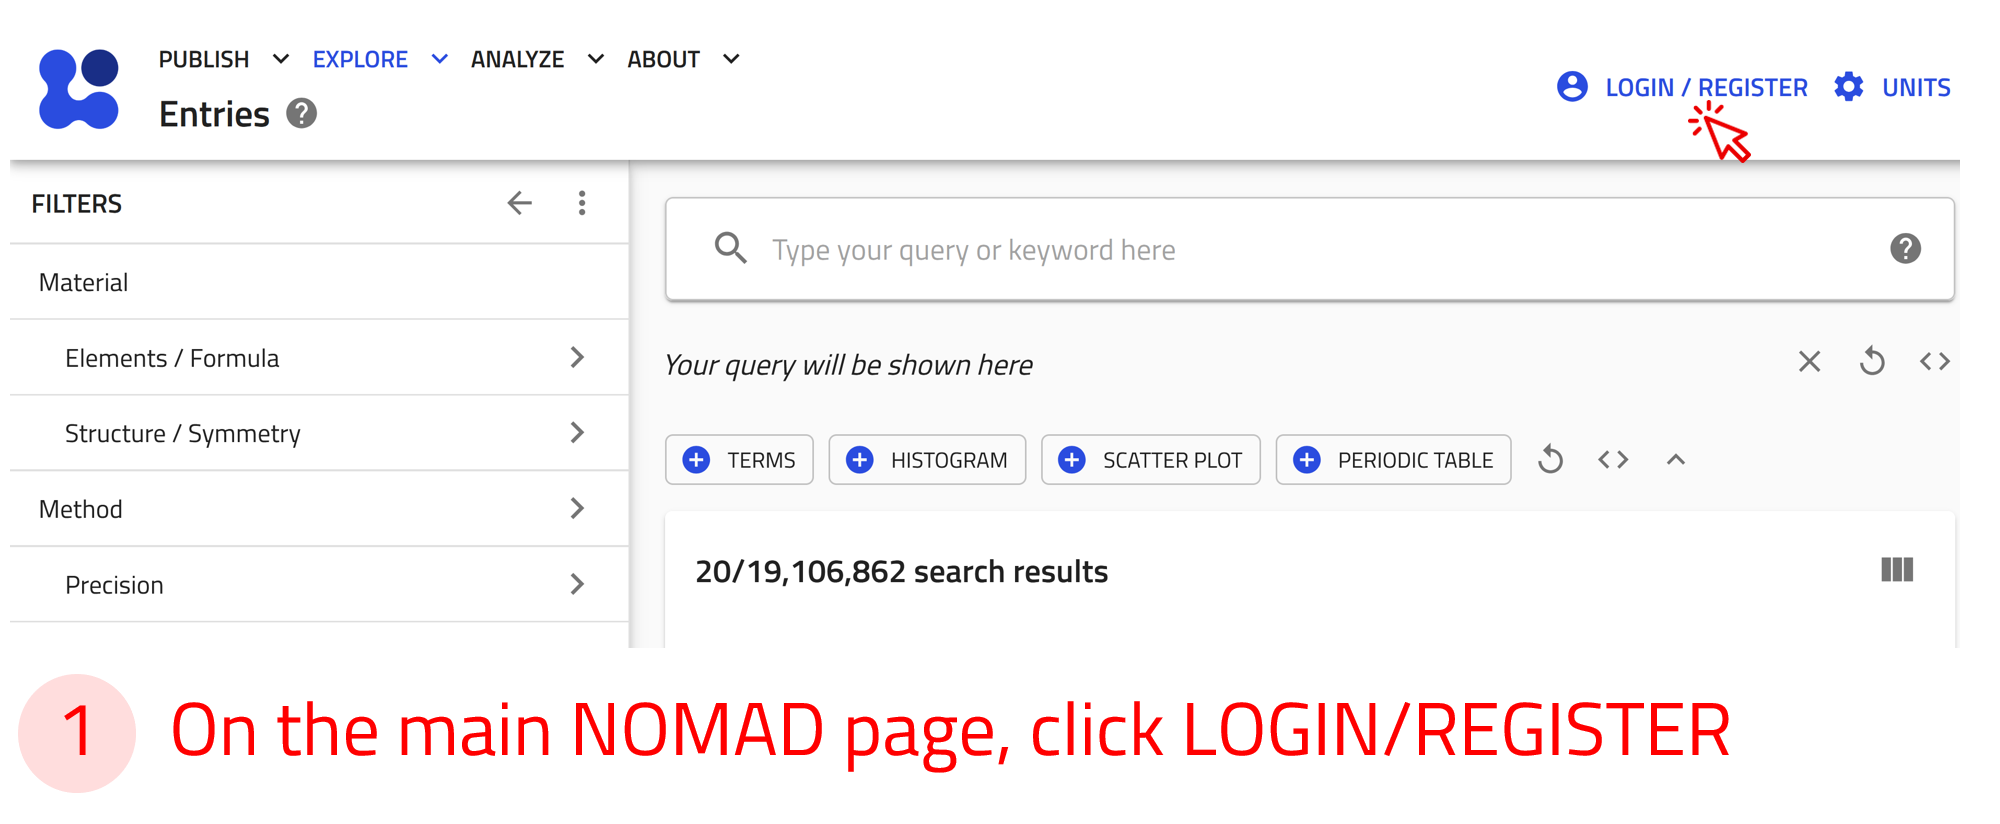 PUBLISH EXPLORE ANALYZE ABOUT
Entries ?
LOGIN / REGISTER UNITS
FILTERS
Material
Elements / Formula
Structure / Symmetry
Method
Precision
Type your query or keyword here ?
Your query will be shown here
TERMS HISTOGRAM SCATTER PLOT PERIODIC TABLE
20/19,106,862 search results
1 On the main NOMAD page, click LOGIN/REGISTER